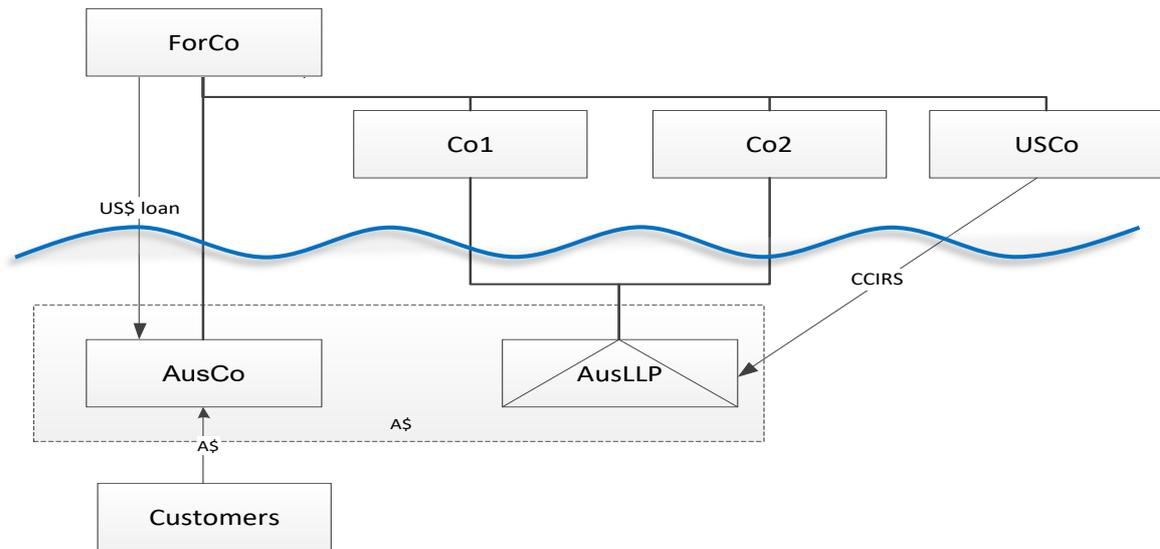 ForCo
Co1
Co2
USCo
US$ loan
CCIRS
AusCo
AusLLP
A$
A$
Customers